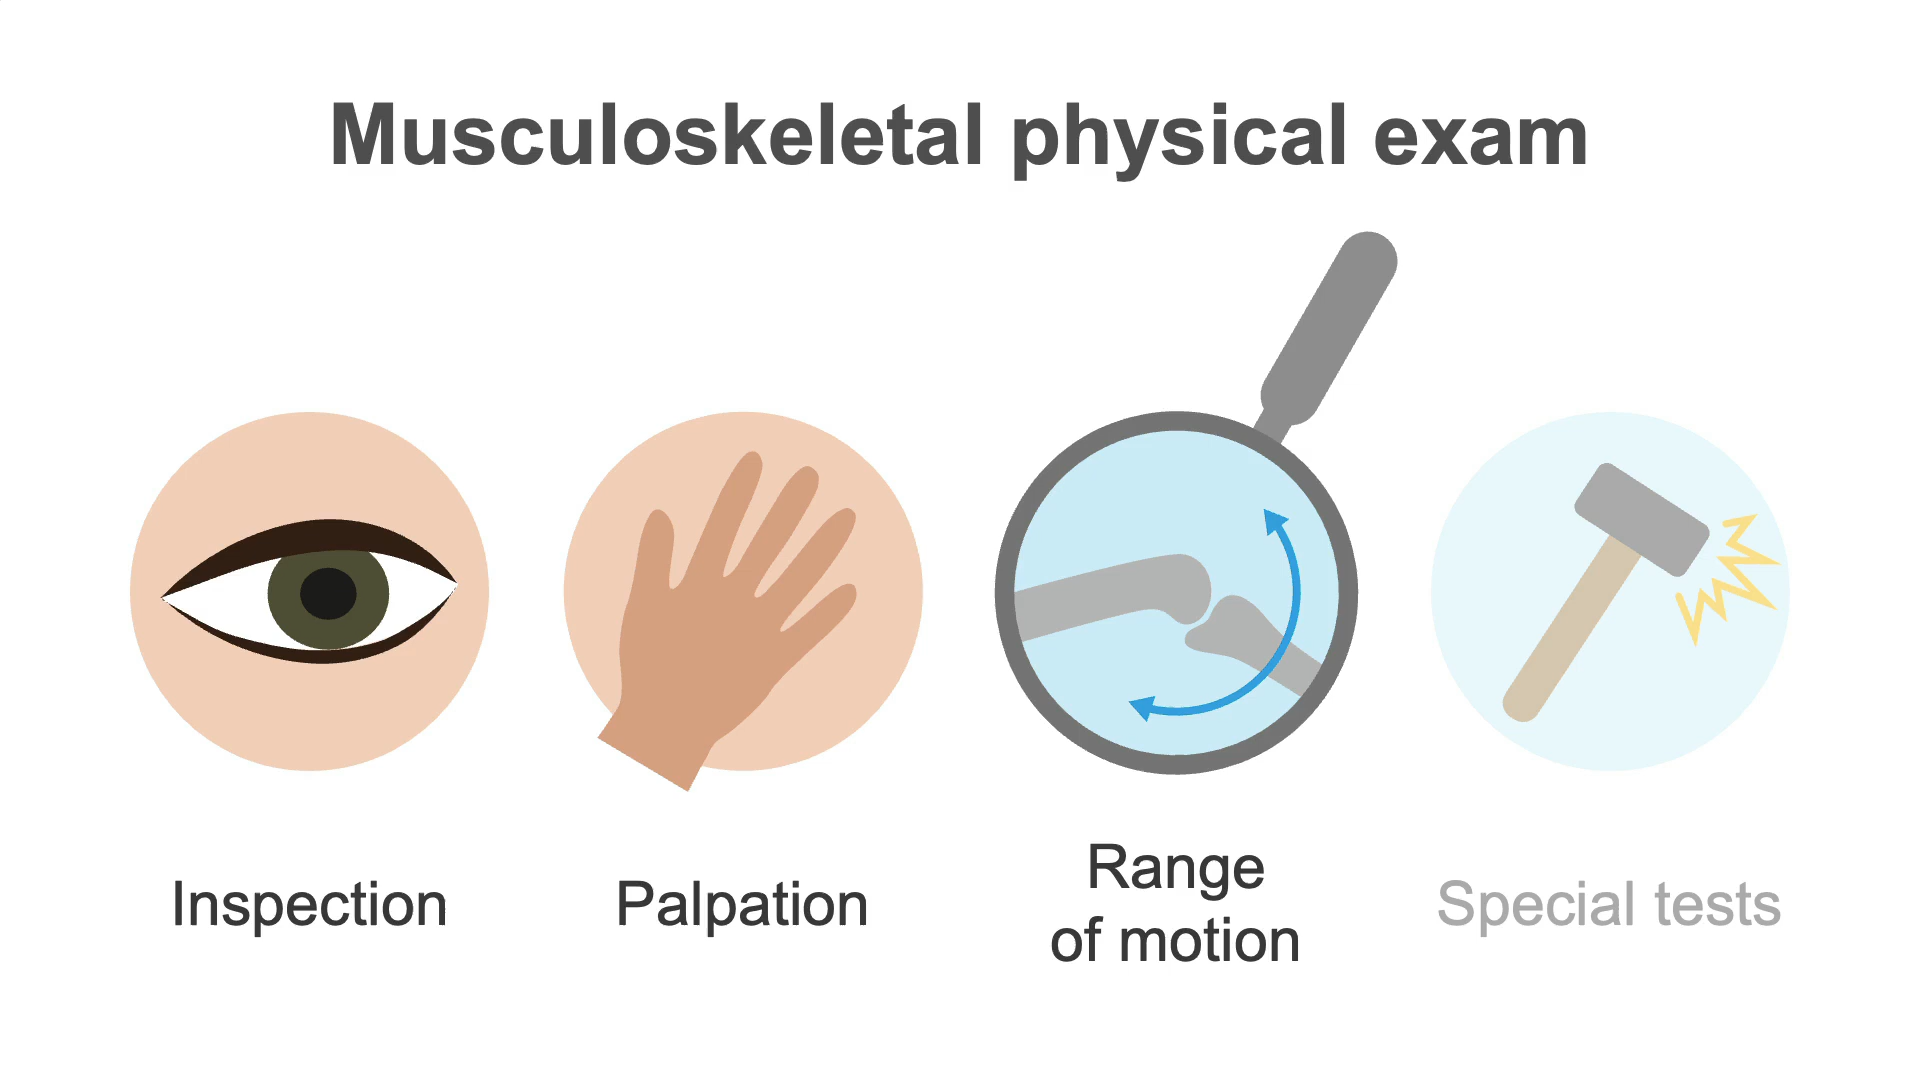 Musculoskeletal physical exam
Inspection
Palpation
Range
of motion
Special tests